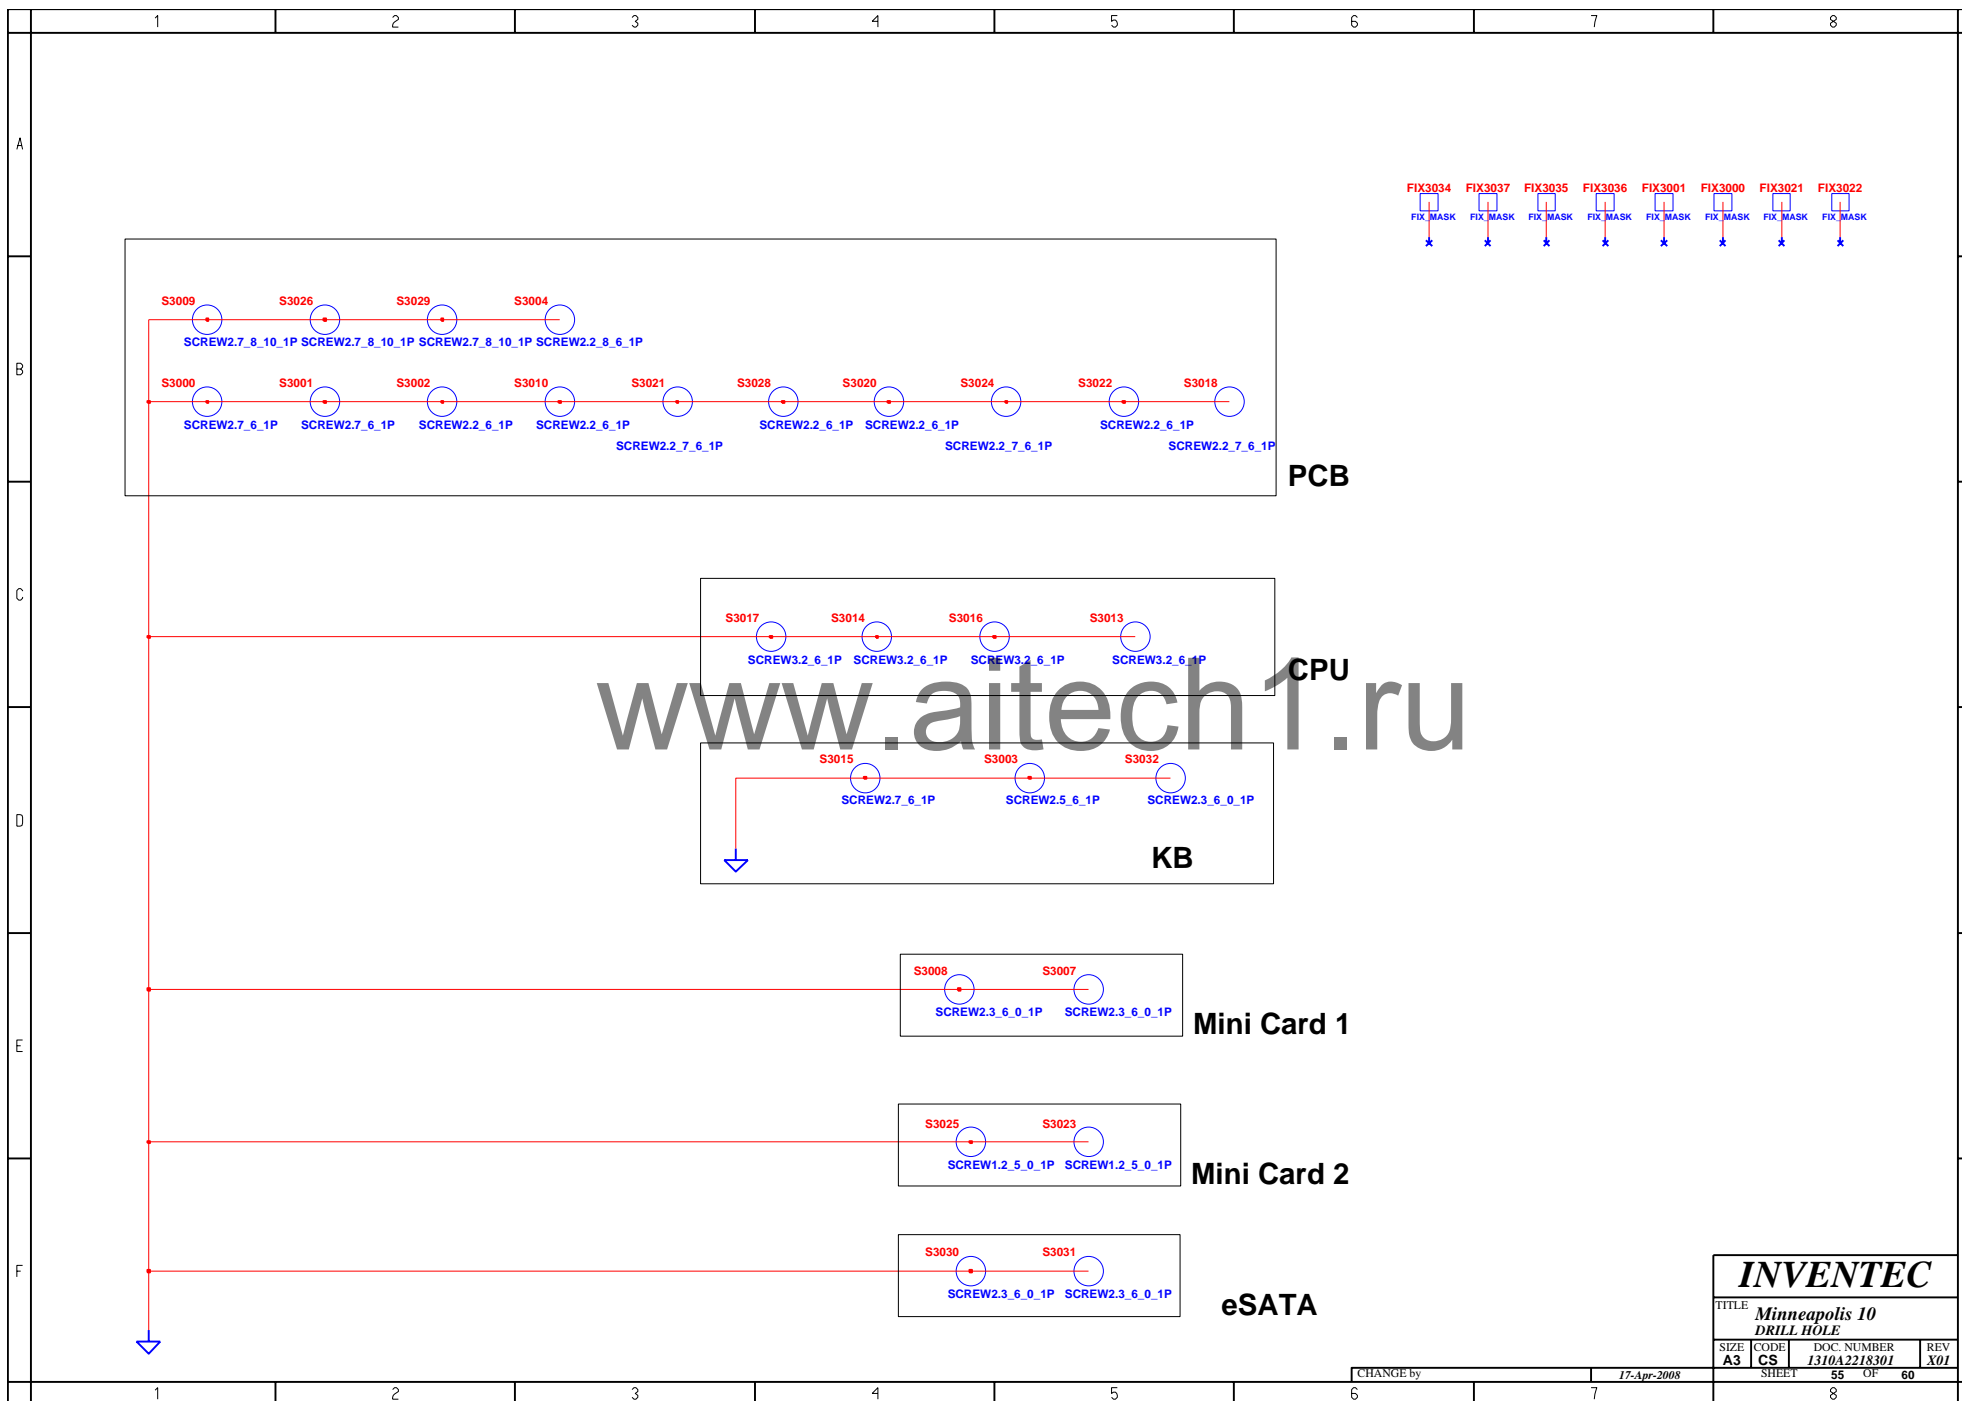 1 2 3 4 5 6 7 8
A
FIX3034 FIX3037 FIX3035 FIX3036 FIX3001 FIX3000 FIX3021 FIX3022
FIX_MASK FIX_MASK FIX_MASK FIX_MASK FIX_MASK FIX_MASK FIX_MASK FIX_MASK
S3009 S3026 S3029 S3004
SCREW2.7_8_10_1P SCREW2.7_8_10_1P SCREW2.7_8_10_1P SCREW2.2_8_6_1P
B
S3000 S3001 S3002 S3010 S3021 S3028 S3020 S3024 S3022 S3018
SCREW2.7_6_1P SCREW2.7_6_1P SCREW2.2_6_1P SCREW2.2_6_1P SCREW2.2_6_1P SCREW2.2_6_1P SCREW2.2_6_1P
SCREW2.2_7_6_1P SCREW2.2_7_6_1P SCREW2.2_7_6_1P
PCB
C
S3017 S3014 S3016 S3013
SCREW3.2_6_1P SCREW3.2_6_1P SCREW3.2_6_1P SCREW3.2_6_1P
CPU
www.aitech1.ru
S3015 S3003 S3032
SCREW2.7_6_1P SCREW2.5_6_1P SCREW2.3_6_0_1P
D
KB
S3008 S3007
SCREW2.3_6_0_1P SCREW2.3_6_0_1P
Mini Card 1
E
S3025 S3023
SCREW1.2_5_0_1P SCREW1.2_5_0_1P
Mini Card 2
F
S3030 S3031
SCREW2.3_6_0_1P SCREW2.3_6_0_1P
eSATA
INVENTEC
TITLE Minneapolis 10
DRILL HOLE
SIZE CODE DOC. NUMBER REV
A3 CS 1310A2218301 X01
CHANGE by 17-Apr-2008 SHEET 55 OF 60
1 2 3 4 5 6 7 8